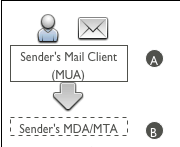 Sender's Mail Client
(MUA)
A
Sender's MDA/MTA
B